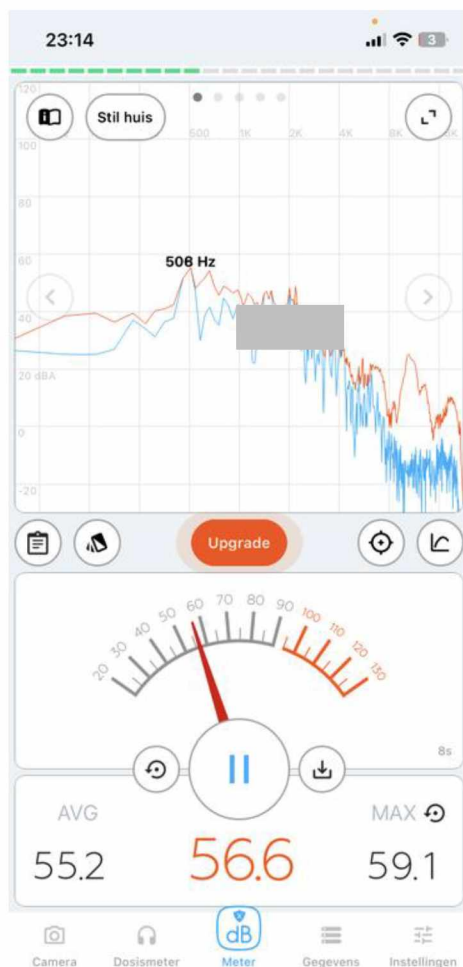 23:14
3
120
Stil huis
500 1K 2K 4K 8K
100
80
60
508 Hz
40
20 dBA
0
-20
Upgrade
20 30 40 50 60 70 80 90 100 110 120 130
8s
AVG
MAX
55.2
56.6
59.1
dB
Camera
Dosismeter
Meter
Gegevens
Instellingen